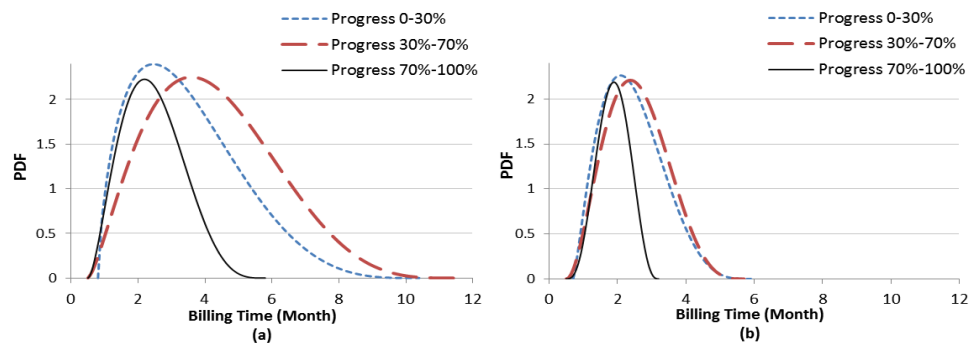 Progress 0-30%
Progress 30%-70%
Progress 70%-100%
PDF
2.5
2
1.5
1
0.5
0
0 2 4 6 8 10 12
Billing Time (Month)
(a)
Progress 0-30%
Progress 30%-70%
Progress 70%-100%
PDF
2.5
2
1.5
1
0.5
0
0 2 4 6 8 10 12
Billing Time (Month)
(b)